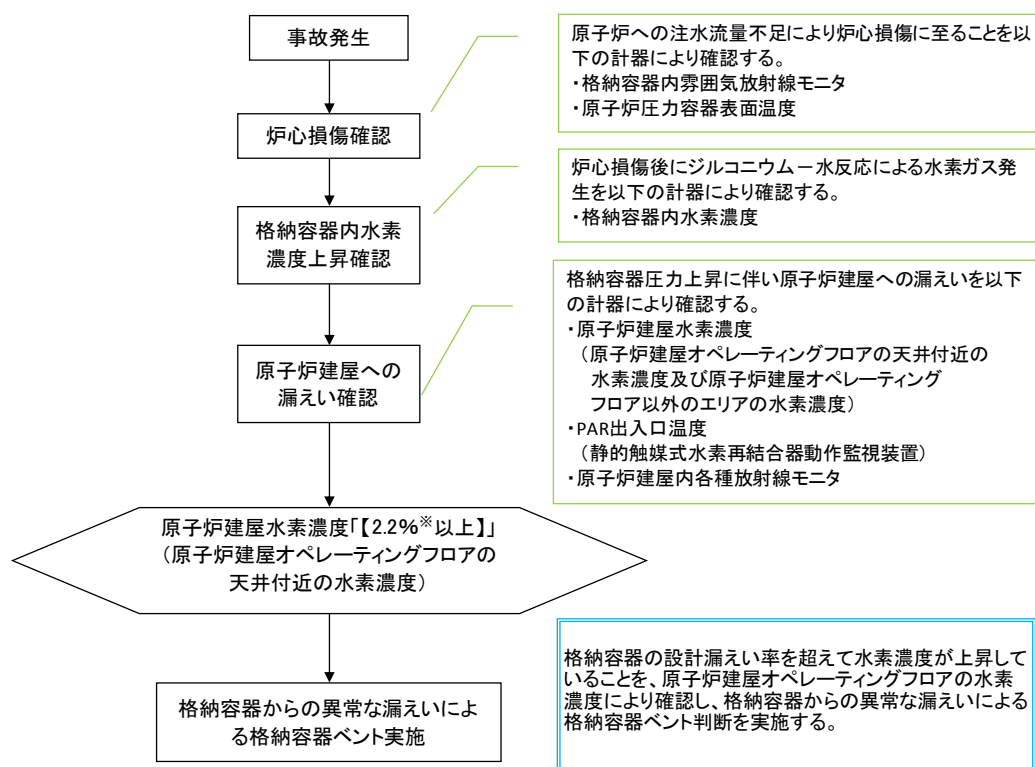 事故発生
原子炉への注水流量不足により炉心損傷に至ることを以
下の計器により確認する。
・格納容器内雰囲気放射線モニタ
・原子炉圧力容器表面温度
炉心損傷確認
炉心損傷後にジルコニウム－水反応による水素ガス発
生を以下の計器により確認する。
・格納容器内水素濃度
格納容器内水素
濃度上昇確認
格納容器圧力上昇に伴い原子炉建屋への漏えいを以下
の計器により確認する。
・原子炉建屋水素濃度
（原子炉建屋オペレーティングフロアの天井付近の
水素濃度及び原子炉建屋オペレーティング
フロア以外のエリアの水素濃度）
・PAR出入口温度
（静的触媒式水素再結合器動作監視装置）
・原子炉建屋内各種放射線モニタ
原子炉建屋への
漏えい確認
原子炉建屋水素濃度「【2.2%※以上】」
（原子炉建屋オペレーティングフロアの
天井付近の水素濃度）
格納容器の設計漏えい率を超えて水素濃度が上昇して
いることを、原子炉建屋オペレーティングフロアの水素
濃度により確認し、格納容器からの異常な漏えいによる
格納容器ベント判断を実施する。
格納容器からの異常な漏えいによ
る格納容器ベント実施